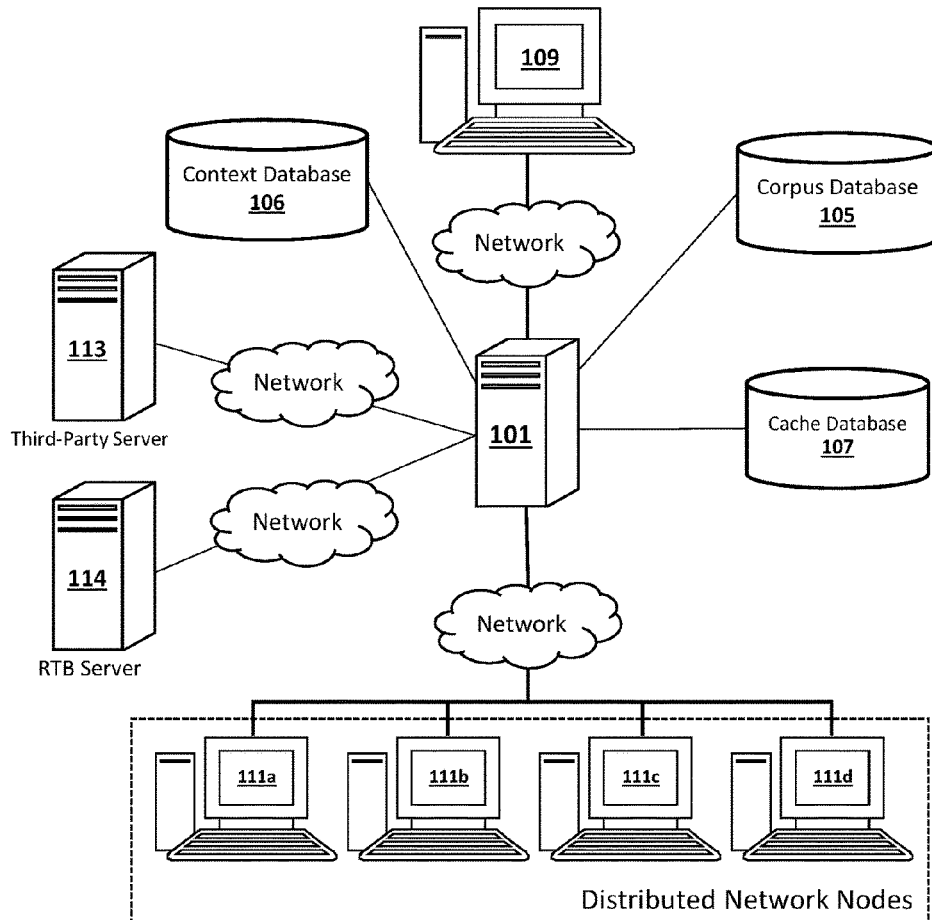 109
Context Database
106
Corpus Database
105
Network
113
Third-Party Server
Network
101
Cache Database
107
Network
114
RTB Server
Network
111a
111b
111c
111d
Distributed Network Nodes